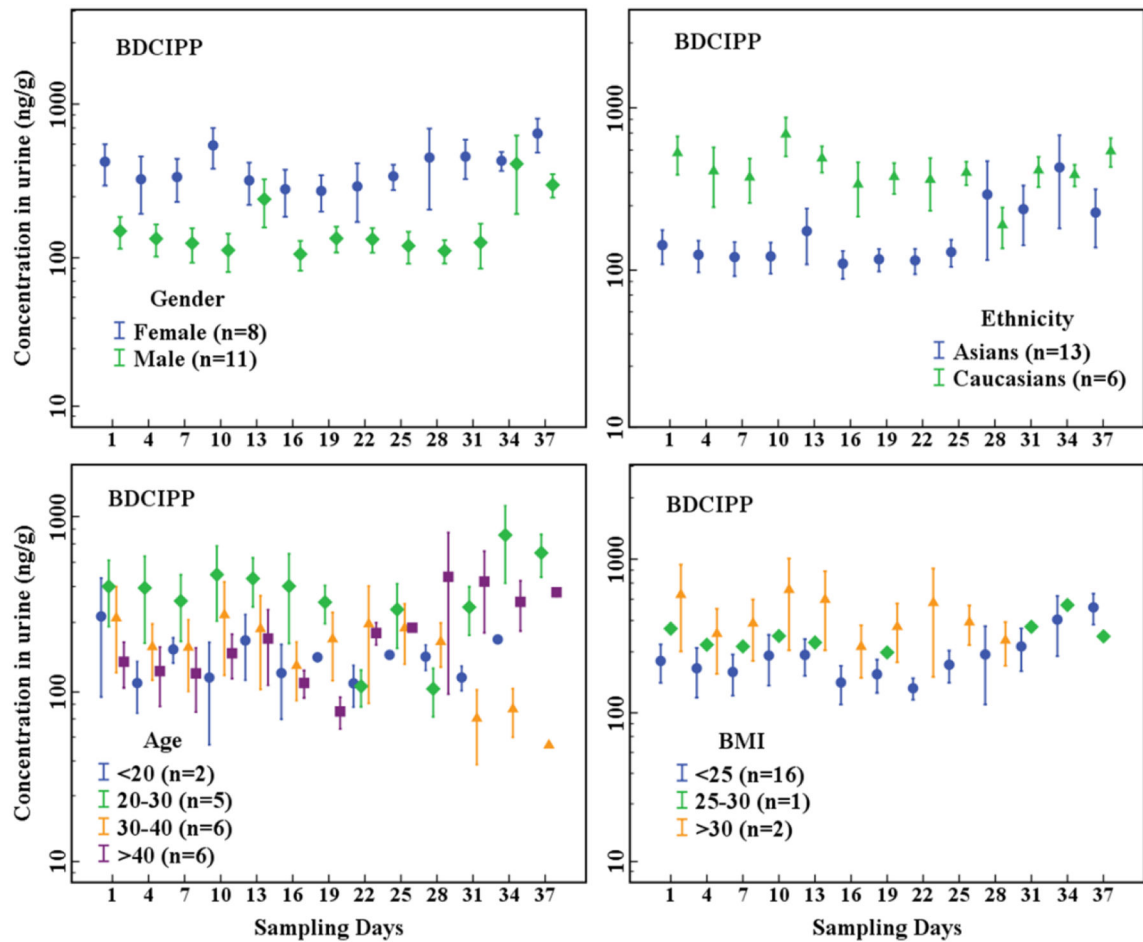 BDCIPP
Concentration in urine (ng/g)
1000
100
10
Gender
Female (n=8)
Male (n=11)
1 4 7 10 13 16 19 22 25 28 31 34 37
BDCIPP
1000
100
10
Ethnicity
Asians (n=13)
Caucasians (n=6)
1 4 7 10 13 16 19 22 25 28 31 34 37
BDCIPP
Concentration in urine (ng/g)
1000
100
10
Age
<20 (n=2)
20-30 (n=5)
30-40 (n=6)
>40 (n=6)
1 4 7 10 13 16 19 22 25 28 31 34 37
Sampling Days
BDCIPP
1000
100
10
BMI
<25 (n=16)
25-30 (n=1)
>30 (n=2)
1 4 7 10 13 16 19 22 25 28 31 34 37
Sampling Days